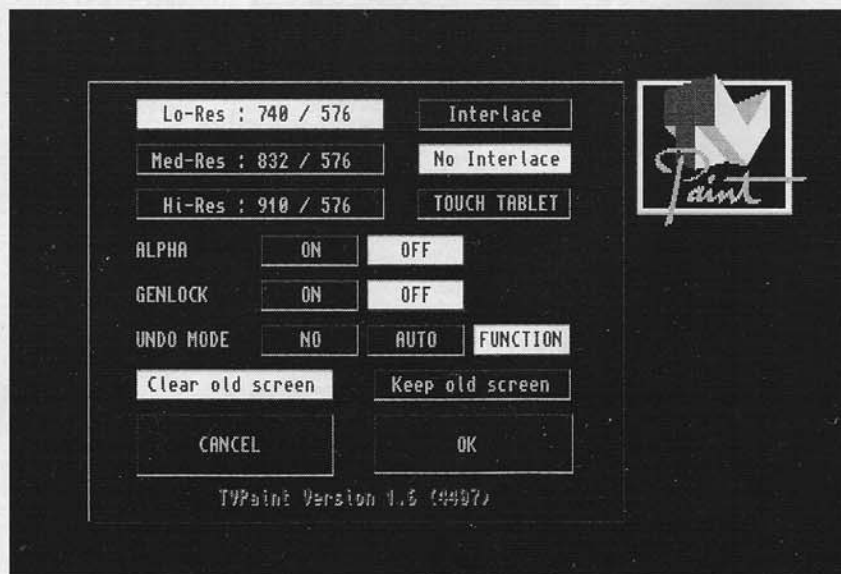 Lo-Res : 740 / 576 Interlace
Med-Res : 832 / 576 No Interlace
Hi-Res : 910 / 576 TOUCH TABLET
Paint
ALPHA ON OFF
GENLOCK ON OFF
UNDO MODE NO AUTO FUNCTION
Clear old screen Keep old screen
CANCEL OK
TVPaint Version 1.6